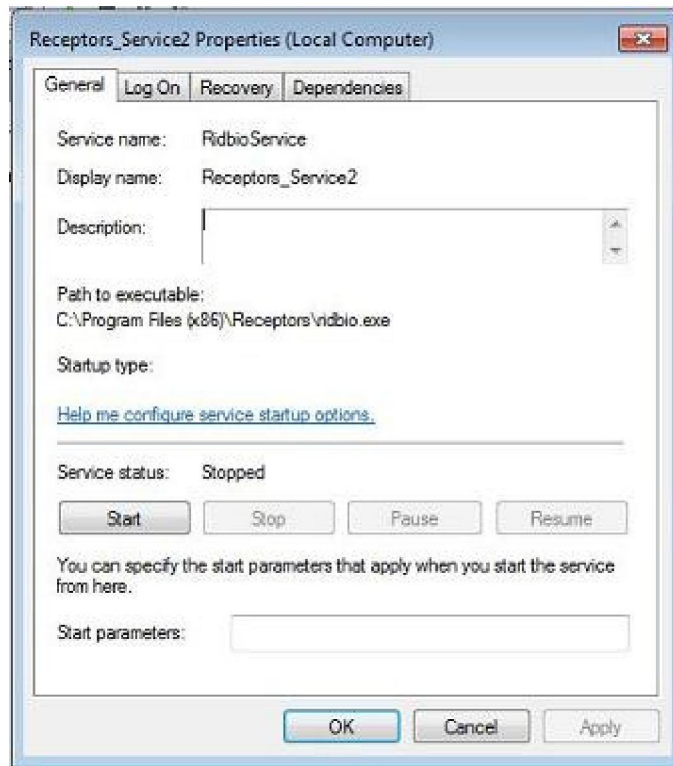 Receptors_Service2 Properties (Local Computer)
General
Log On
Recovery
Dependencies
Service name: RidbioService
Display name: Receptors_Service2
Description:
Path to executable:
C:\Program Files (x86)\Receptors\ridbio.exe
Startup type:
Help me configure service startup options.
Service status: Stopped
Start
Stop
Pause
Resume
You can specify the start parameters that apply when you start the service
from here.
Start parameters:
OK
Cancel
Apply